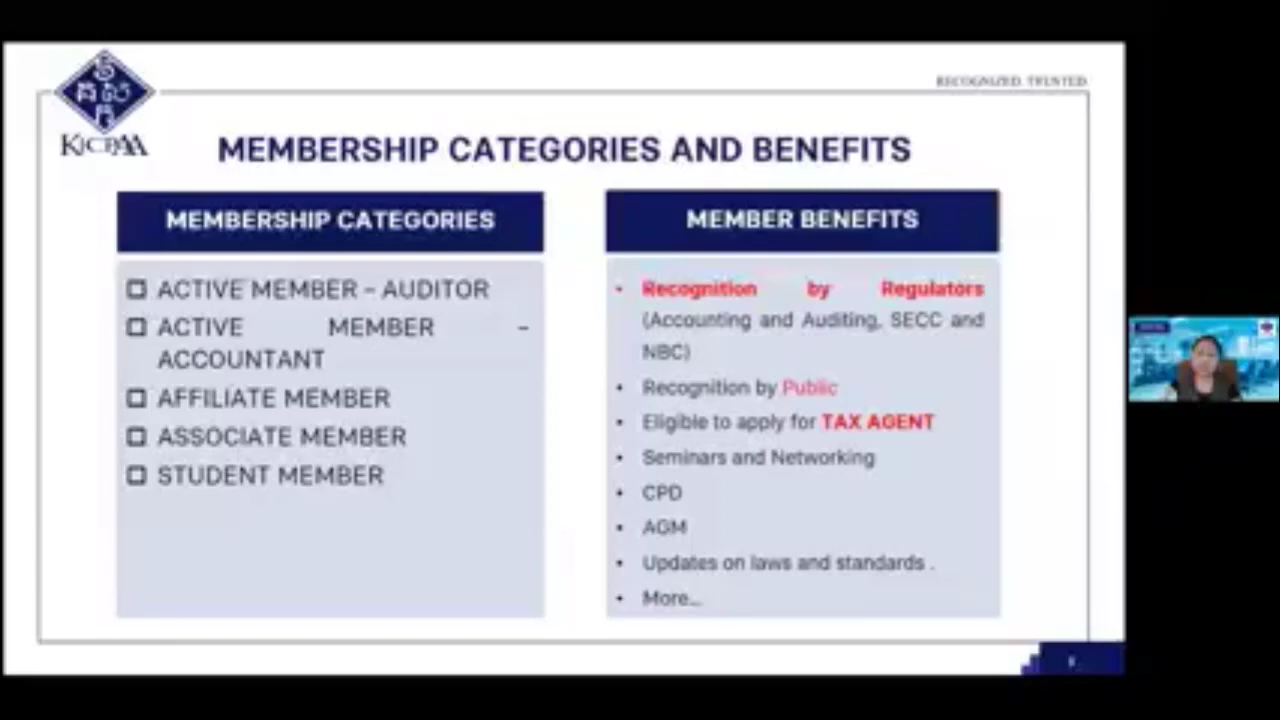 RECOGNIZED. TRUSTED
KICPAA
MEMBERSHIP CATEGORIES AND BENEFITS
MEMBERSHIP CATEGORIES
ACTIVE MEMBER - AUDITOR
ACTIVE MEMBER -
ACCOUNTANT
AFFILIATE MEMBER
ASSOCIATE MEMBER
STUDENT MEMBER
MEMBER BENEFITS
• Recognition by Regulators
(Accounting and Auditing, SECC and
NBC)
• Recognition by Public
• Eligible to apply for TAX AGENT
• Seminars and Networking
• CPD
• AGM
• Updates on laws and standards .
• More...